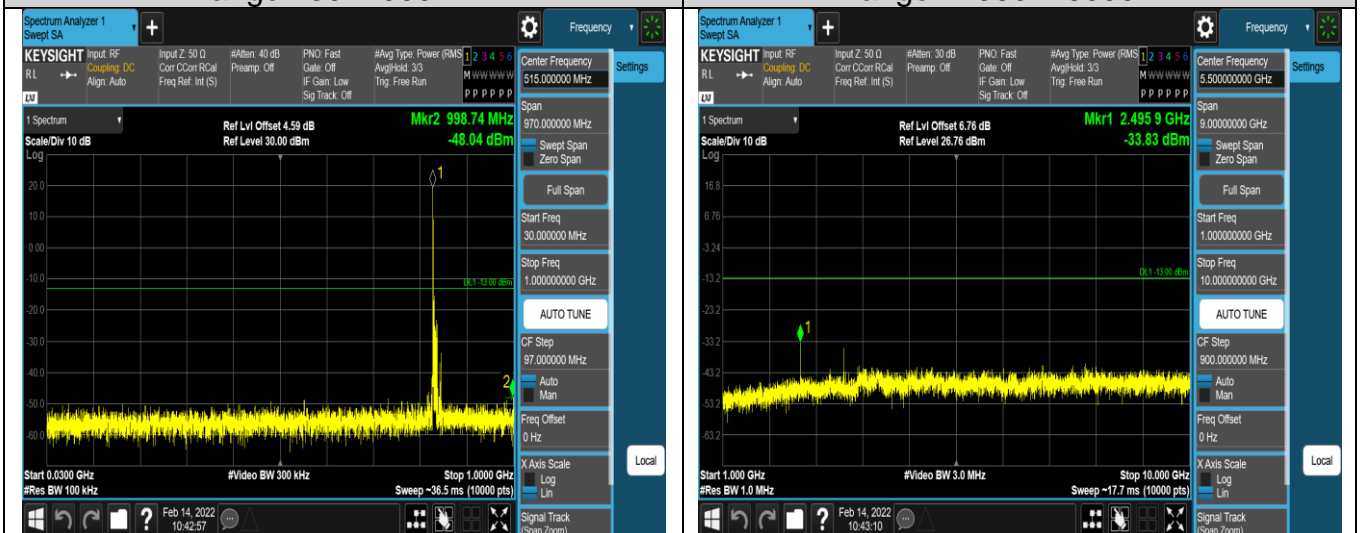 Spectrum Analyzer 1
Swept SA
+
Frequency
KEYSIGHT
Input: RF
Coupling: DC
Align: Auto
Input Z: 50 Ω
Corr CCorr RCal
Freq Ref: Int (S)
#Atten: 40 dB
Preamp: Off
PNO: Fast
Gate: Off
IF Gain: Low
Sig Track: Off
#Avg Type: Power (RMS
Avg|Hold: 3/3
Trig: Free Run
1 2 3 4 5 6
M W W W W W
P P P P P P
R L
LXI
Center Frequency
515.000000 MHz
Settings
1 Spectrum
Scale/Div 10 dB
Log
Ref Lvl Offset 4.59 dB
Ref Level 30.00 dBm
Mkr2 998.74 MHz
-48.04 dBm
Span
970.000000 MHz
Swept Span
Zero Span
Full Span
Start Freq
30.000000 MHz
Stop Freq
1.000000000 GHz
AUTO TUNE
CF Step
97.000000 MHz
Auto
Man
Freq Offset
0 Hz
X Axis Scale
Log
Lin
Signal Track
(Span Zoom)
Local
1
20.0
10.0
0.00
DL1 -13.00 dBm
-10.0
-20.0
-30.0
-40.0
2
-50.0
-60.0
Start 0.0300 GHz
#Res BW 100 kHz
#Video BW 300 kHz
Stop 1.0000 GHz
Sweep ~36.5 ms (10000 pts)
?
Feb 14, 2022
10:42:57
Spectrum Analyzer 1
Swept SA
+
Frequency
KEYSIGHT
Input: RF
Coupling: DC
Align: Auto
Input Z: 50 Ω
Corr CCorr RCal
Freq Ref: Int (S)
#Atten: 30 dB
Preamp: Off
PNO: Fast
Gate: Off
IF Gain: Low
Sig Track: Off
#Avg Type: Power (RMS
Avg|Hold: 3/3
Trig: Free Run
1 2 3 4 5 6
M W W W W W
P P P P P P
R L
LXI
Center Frequency
5.500000000 GHz
Settings
1 Spectrum
Scale/Div 10 dB
Log
Ref Lvl Offset 6.76 dB
Ref Level 26.76 dBm
Mkr1 2.495 9 GHz
-33.83 dBm
Span
9.00000000 GHz
Swept Span
Zero Span
Full Span
Start Freq
1.000000000 GHz
Stop Freq
10.000000000 GHz
AUTO TUNE
CF Step
900.000000 MHz
Auto
Man
Freq Offset
0 Hz
X Axis Scale
Log
Lin
Signal Track
(Span Zoom)
Local
16.8
6.76
-3.24
DL1 -13.00 dBm
-13.2
-23.2
1
-33.2
-43.2
-53.2
-63.2
Start 1.000 GHz
#Res BW 1.0 MHz
#Video BW 3.0 MHz
Stop 10.000 GHz
Sweep ~17.7 ms (10000 pts)
?
Feb 14, 2022
10:43:10